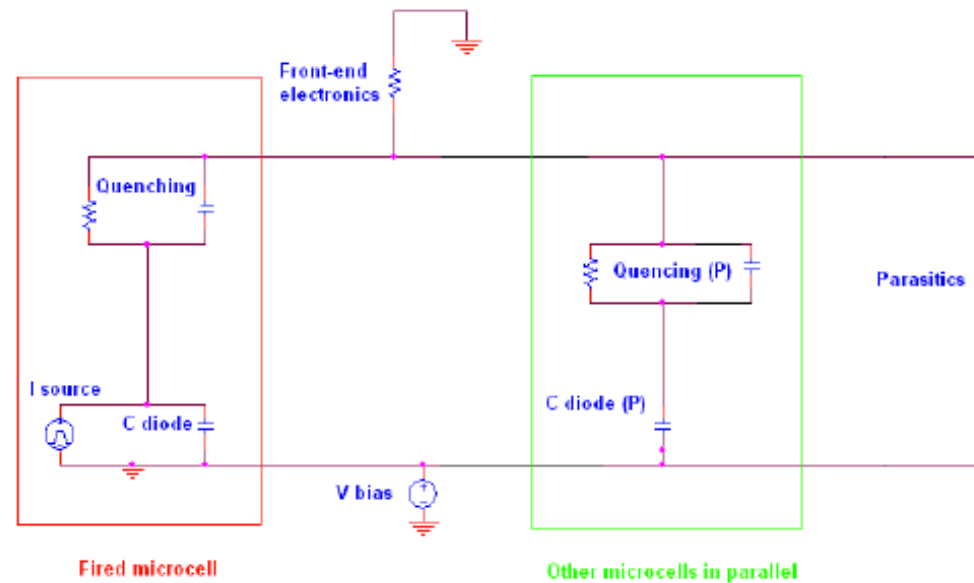 Front-end
electronics
Quenching
Quencing (P)
Parasitics
I source
C diode
C diode (P)
V bias
Fired microcell
Other microcells in parallel